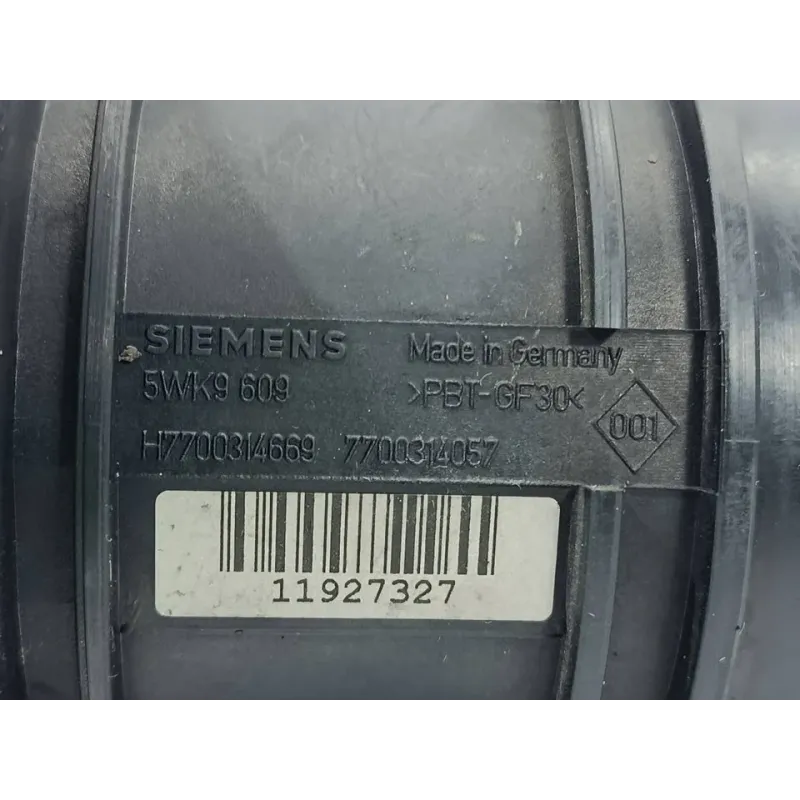 SIEMENS Made in Germany
5WK9 609 >PBT-GF30< 001
H7700314669 7700314057
11927327